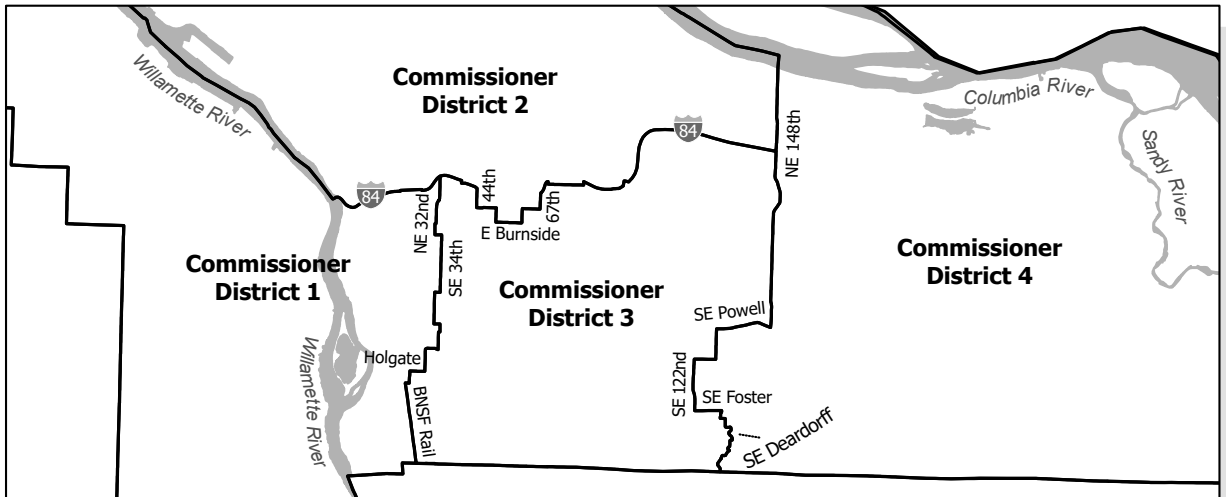 Commissioner
District 2
Willamette River
84
Columbia River
NE 148th
Sandy River
84
44th
NE 32nd
67th
E Burnside
SE 34th
Commissioner
District 1
Commissioner
District 3
Commissioner
District 4
SE Powell
Holgate
Willamette River
BNSF Rail
SE 122nd
SE Foster
SE Deardorff